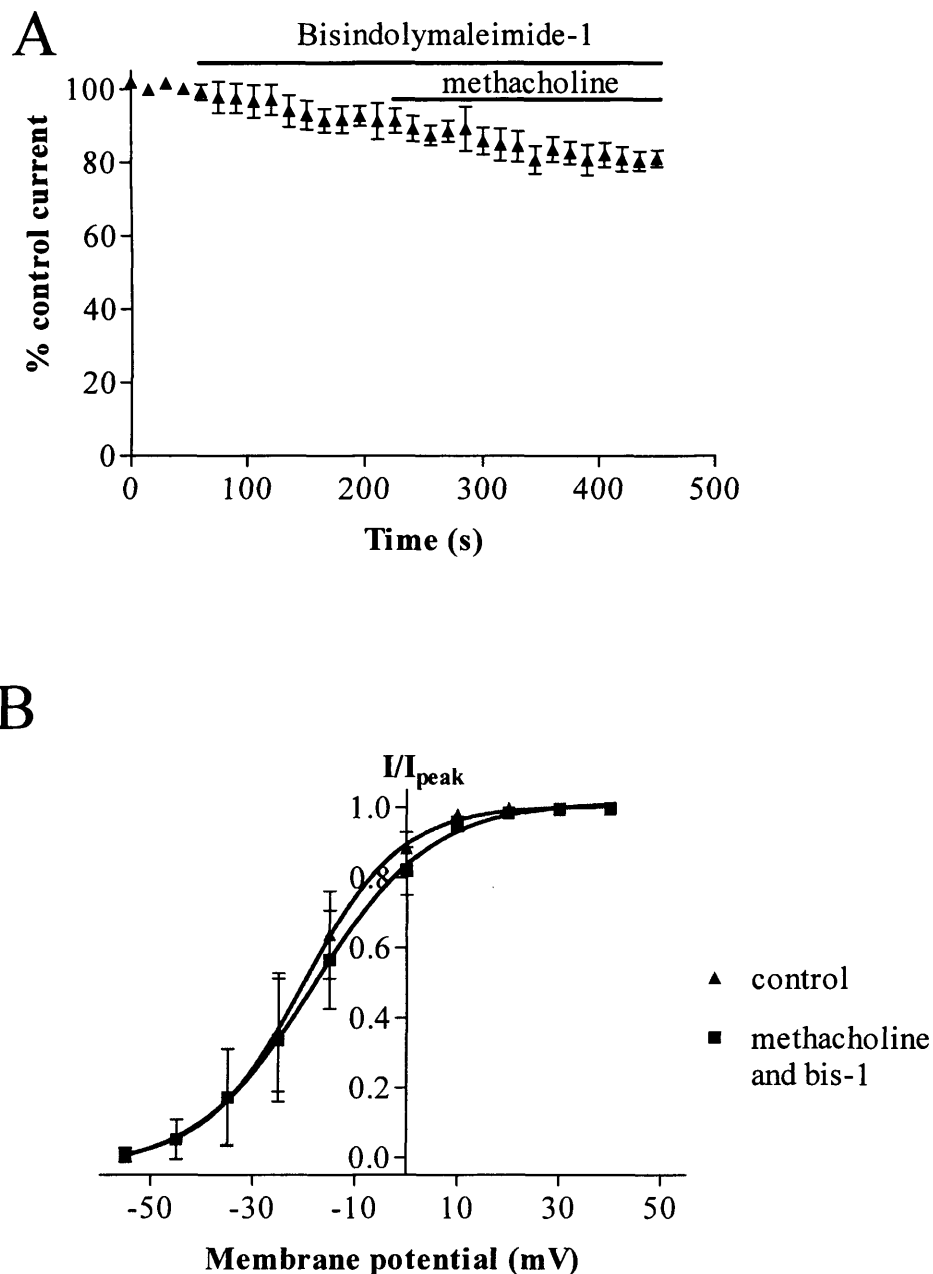 A
Bisindolymaleimide-1
methacholine
100
80
60
40
20
0
% control current
0 100 200 300 400 500
Time (s)
B
I/Ipeak
1.0
0.8
0.6
0.4
0.2
0.0
-50 -30 -10 10 30 50
Membrane potential (mV)
control
methacholine
and bis-1